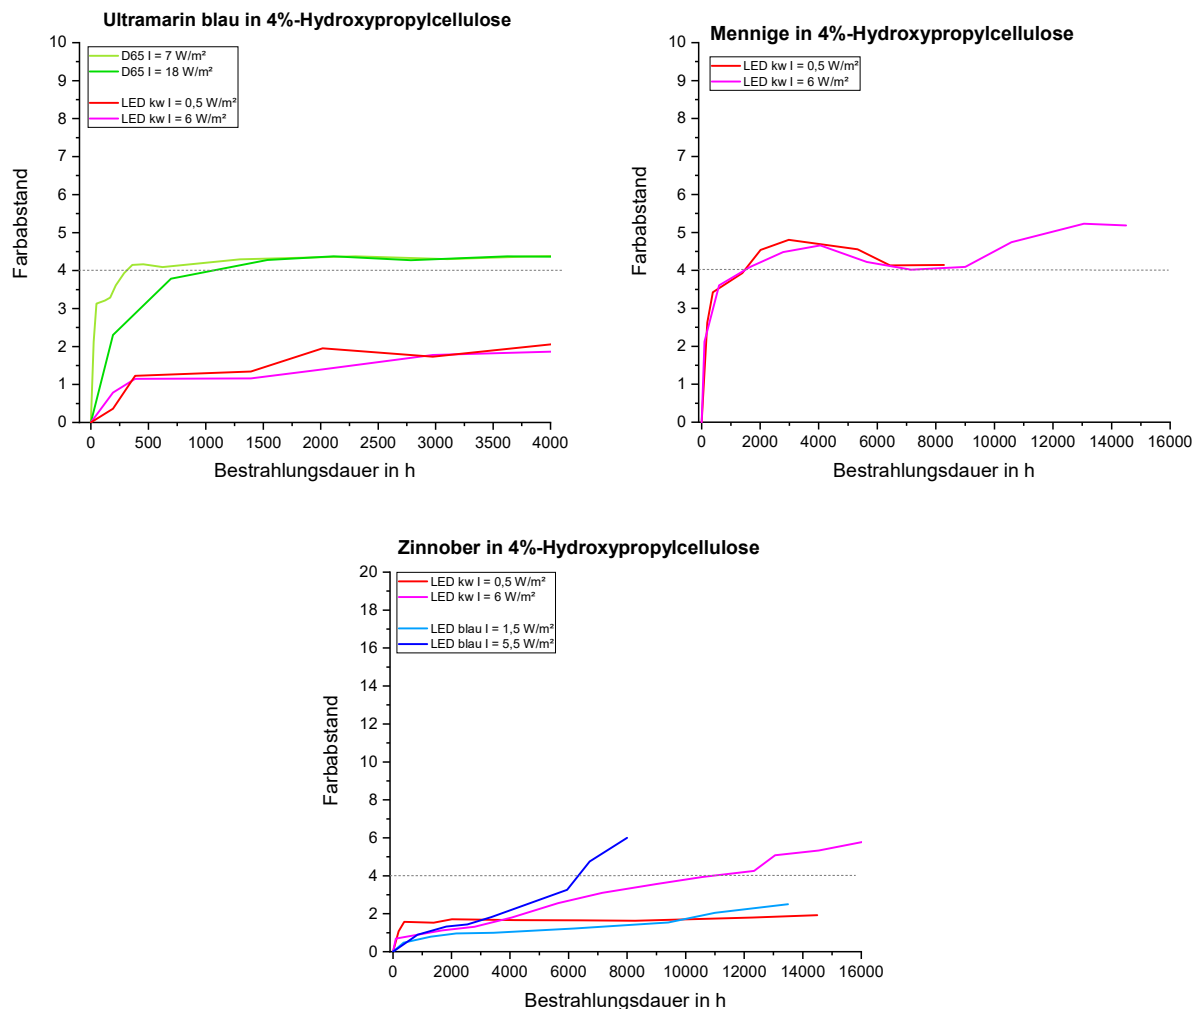 Ultramarin blau in 4%-Hydroxypropylcellulose
D65 I = 7 W/m²
D65 I = 18 W/m²
LED kw I = 0,5 W/m²
LED kw I = 6 W/m²
10
9
8
7
6
5
4
3
2
1
0
Farbabstand
0 500 1000 1500 2000 2500 3000 3500 4000
Bestrahlungsdauer in h
Mennige in 4%-Hydroxypropylcellulose
LED kw I = 0,5 W/m²
LED kw I = 6 W/m²
10
9
8
7
6
5
4
3
2
1
0
Farbabstand
0 2000 4000 6000 8000 10000 12000 14000 16000
Bestrahlungsdauer in h
Zinnober in 4%-Hydroxypropylcellulose
LED kw I = 0,5 W/m²
LED kw I = 6 W/m²
LED blau I = 1,5 W/m²
LED blau I = 5,5 W/m²
20
18
16
14
12
10
8
6
4
2
0
Farbabstand
0 2000 4000 6000 8000 10000 12000 14000 16000
Bestrahlungsdauer in h